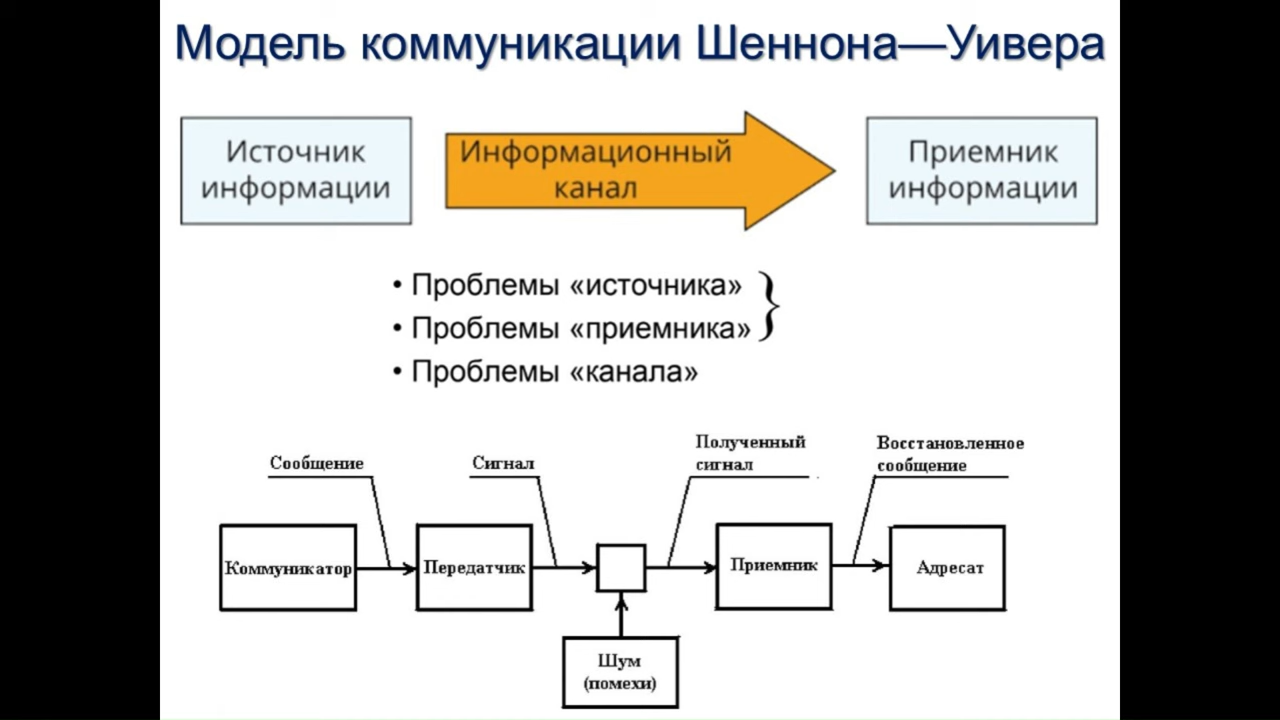 Модель коммуникации Шеннона—Уивера
Источник
информации
Информационный
канал
Приемник
информации
• Проблемы «источника»
• Проблемы «приемника»
• Проблемы «канала»
Сообщение
Сигнал
Полученный
сигнал
Восстановленное
сообщение
Коммуникатор
Передатчик
Приемник
Адресат
Шум
(помехи)